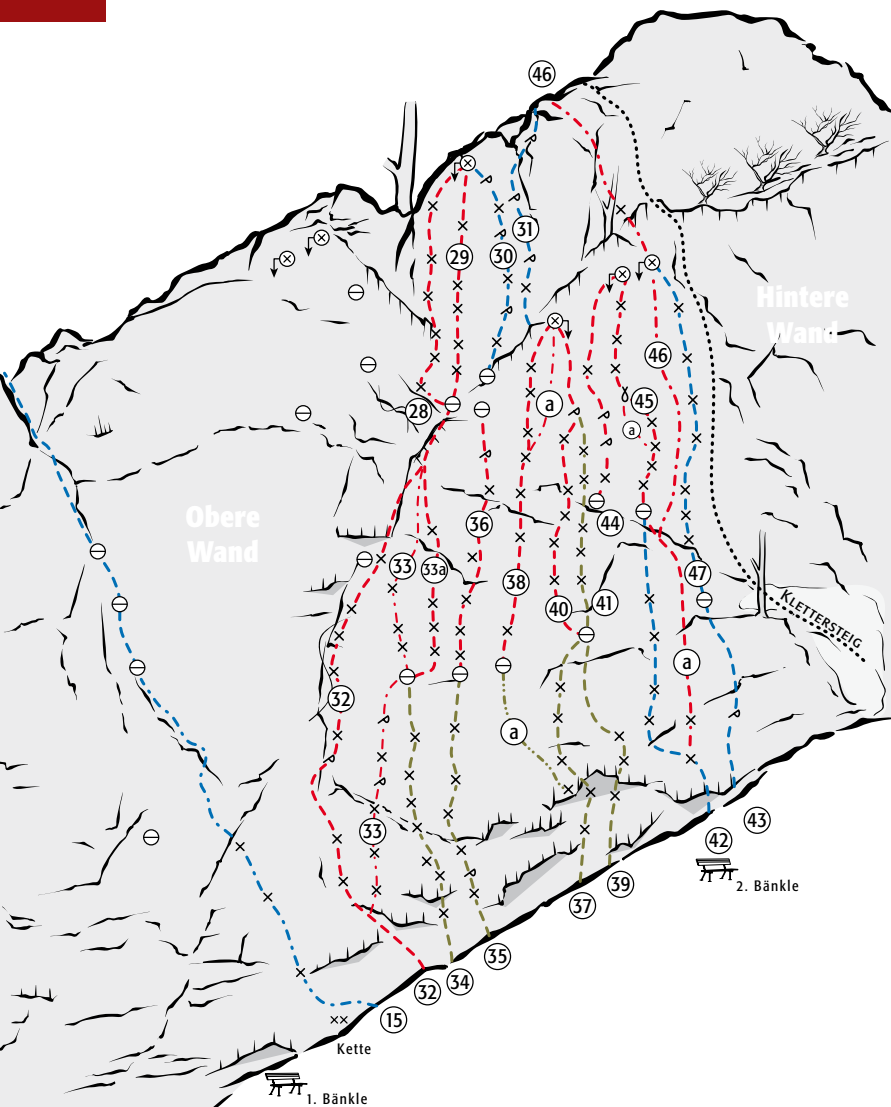 46
31
29
30
Hintere
Wand
46
28
a
45
a
Obere
Wand
36
44
33
33a
38
47
40
41
KLETTERSTEIG
a
32
a
33
43
42
2. Bänkle
39
37
35
34
32
15
Kette
1. Bänkle